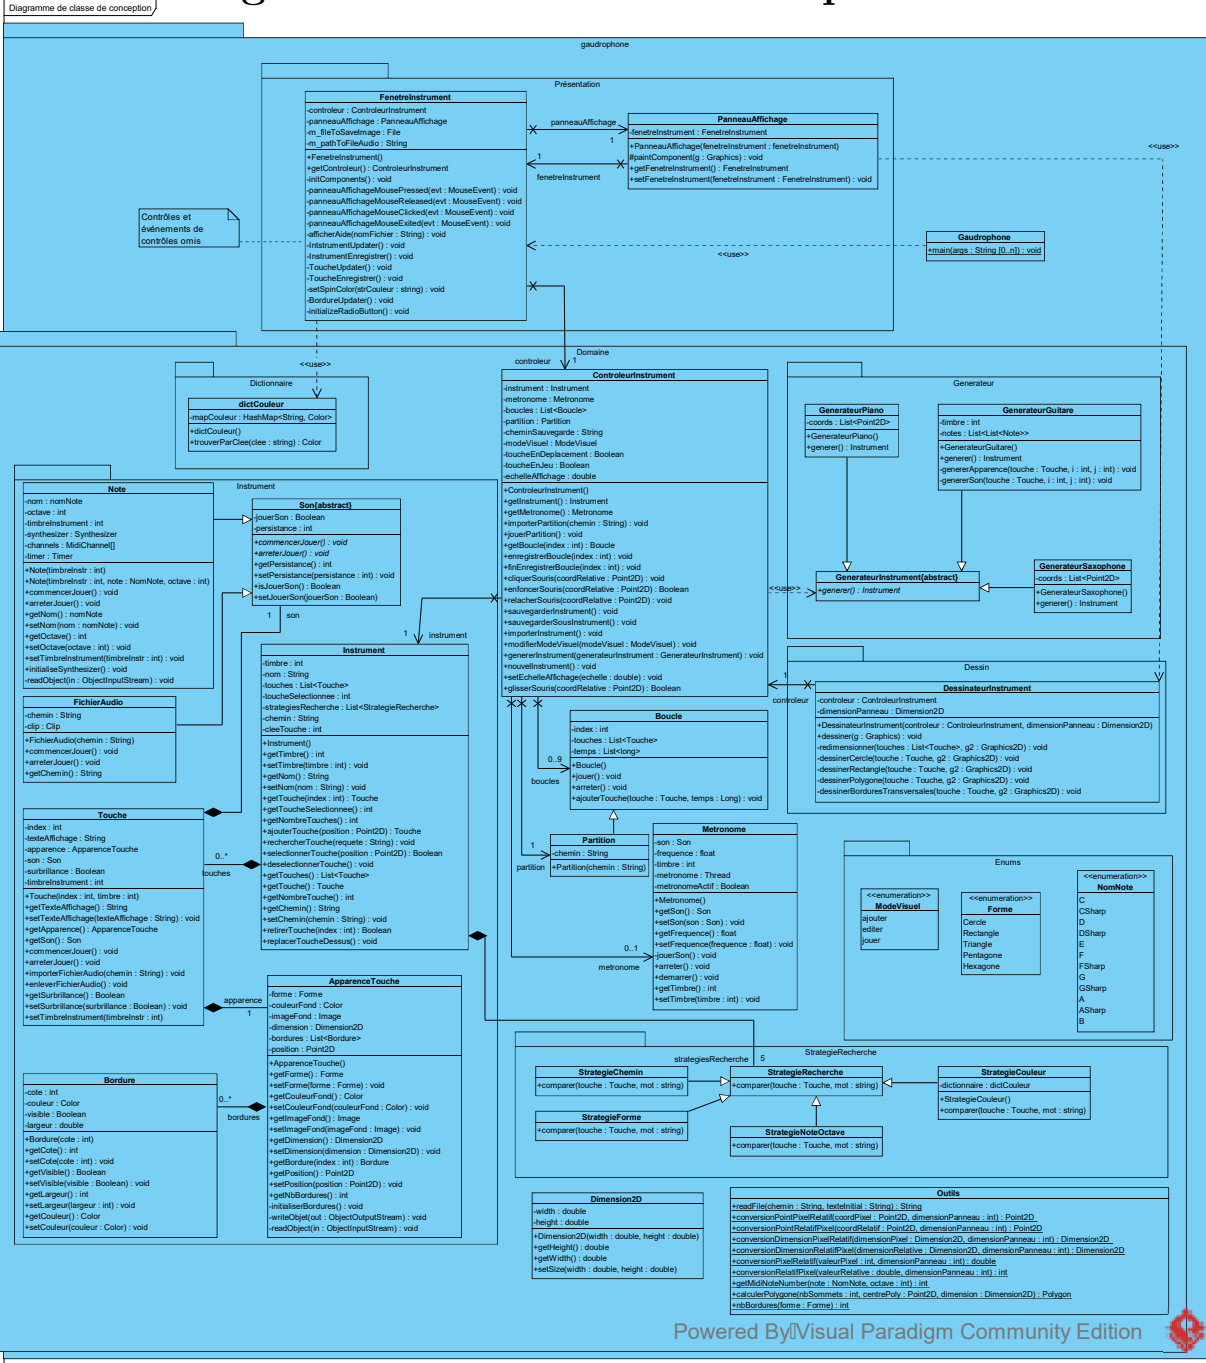 Diagramme de classe de conception
gaudrophone
Présentation
FenetreInstrument
-controleur : ControleurInstrument
-panneauAffichage : PanneauAffichage
-m_fileToSaveImage : File
-m_pathToFileAudio : String
+FenetreInstrument()
+getControleur() : ControleurInstrument
-initComponents() : void
-panneauAffichageMousePressed(evt : MouseEvent) : void
-panneauAffichageMouseReleased(evt : MouseEvent) : void
-panneauAffichageMouseClicked(evt : MouseEvent) : void
-panneauAffichageMouseExited(evt : MouseEvent) : void
-afficherAide(nomFichier : String) : void
-IntstrumentUpdater() : void
-InstrumentEnregistrer() : void
-ToucheUpdater() : void
-ToucheEnregistrer() : void
-setSpinColor(strCouleur : string) : void
-BordureUpdater() : void
-initializeRadioButton() : void
panneauAffichage
1
1
fenetreInstrument
PanneauAffichage
-fenetreInstrument : FenetreInstrument
+PanneauAffichage(fenetreInstrument : fenetreInstrument)
#paintComponent(g : Graphics) : void
+getFenetreInstrument() : FenetreInstrument
+setFenetreInstrument(fenetreInstrument : FenetreInstrument) : void
<<use>>
Contrôles et
événements de
contrôles omis
Gaudrophone
+main(args : String [0..n]) : void
<<use>>
Domaine
controleur
1
<<use>>
Dictionnaire
dictCouleur
-mapCouleur : HashMap<String, Color>
+dictCouleur()
+trouverParClee(clee : string) : Color
ControleurInstrument
-instrument : Instrument
-metronome : Metronome
-boucles : List<Boucle>
-partition : Partition
-cheminSauvegarde : String
-modeVisuel : ModeVisuel
-toucheEnDeplacement : Boolean
-toucheEnJeu : Boolean
-echelleAffichage : double
+ControleurInstrument()
+getInstrument() : Instrument
+getMetronome() : Metronome
+importerPartition(chemin : String) : void
+jouerPartition() : void
+getBoucle(index : int) : Boucle
+enregistrerBoucle(index : int) : void
+finEnregistrerBoucle(index : int) : void
+cliquerSouris(coordRelative : Point2D) : void
+enfoncerSouris(coordRelative : Point2D) : Boolean
+relacherSouris(coordRelative : Point2D) : void
+sauvegarderInstrument() : void
+sauvegarderSousInstrument() : void
+importerInstrument() : void
+modifierModeVisuel(modeVisuel : ModeVisuel) : void
+genererInstrument(generateurInstrument : GenerateurInstrument) : void
+nouvelInstrument() : void
+setEchelleAffichage(echelle : double) : void
+glisserSouris(coordRelative : Point2D) : Boolean
Generateur
GenerateurPiano
-coords : List<Point2D>
+GenerateurPiano()
+generer() : Instrument
GenerateurGuitare
-timbre : int
-notes : List<List<Note>>
+GenerateurGuitare()
+generer() : Instrument
-genererApparence(touche : Touche, i : int, j : int) : void
-genererSon(touche : Touche, i : int, j : int) : void
GenerateurInstrument{abstract}
+generer() : Instrument
GenerateurSaxophone
-coords : List<Point2D>
+GenerateurSaxophone()
+generer() : Instrument
<<use>>
Instrument
Note
-nom : nomNote
-octave : int
-timbreInstrument : int
-synthesizer : Synthesizer
-channels : MidiChannel[]
-timer : Timer
+Note(timbreInstr : int)
+Note(timbreInstr : int, note : NomNote, octave : int)
+commencerJouer() : void
+arreterJouer() : void
+getNom() : nomNote
+setNom(nom : nomNote) : void
+getOctave() : int
+setOctave(octave : int) : void
+setTimbreInstrument(timbreInstr : int) : void
+initialiseSynthesizer() : void
-readObject(in : ObjectInputStream) : void
Son{abstract}
-jouerSon : Boolean
-persistance : int
+commencerJouer() : void
+arreterJouer() : void
+getPersistance() : int
+setPersistance(persistance : int) : void
+isJouerSon() : Boolean
+setJouerSon(jouerSon : Boolean)
1
son
FichierAudio
-chemin : String
-clip : Clip
+FichierAudio(chemin : String)
+commencerJouer() : void
+arreterJouer() : void
+getChemin() : String
1
instrument
Instrument
-timbre : int
-nom : String
-touches : List<Touche>
-toucheSelectionnee : int
-strategiesRecherche : List<StrategieRecherche>
-chemin : String
-cleeTouche : int
+Instrument()
+getTimbre() : int
+setTimbre(timbre : int) : void
+getNom() : String
+setNom(nom : String) : void
+getTouche(index : int) : Touche
+getToucheSelectionnee() : int
+getNombreTouches() : int
+ajouterTouche(position : Point2D) : Touche
+rechercherTouche(requete : String) : void
+selectionnerTouche(position : Point2D) : Boolean
+deselectionnerTouche() : void
+getTouches() : List<Touche>
+getTouche() : Touche
+getNombreTouche() : int
+getChemin() : String
+setChemin(chemin : String) : void
+retirerTouche(index : int) : Boolean
+replacerToucheDessus() : void
Touche
-index : int
-texteAffichage : String
-apparence : ApparenceTouche
-son : Son
-surbrillance : Boolean
-timbreInstrument : int
+Touche(index : int, timbre : int)
+getTexteAffichage() : String
+setTexteAffichage(texteAffichage : String) : void
+getApparence() : ApparenceTouche
+getSon() : Son
+commencerJouer() : void
+arreterJouer() : void
+importerFichierAudio(chemin : String) : void
+enleverFichierAudio() : void
+getSurbrillance() : Boolean
+setSurbrillance(surbrillance : Boolean) : void
+setTimbreInstrument(timbreInstr : int)
0..*
touches
apparence
1
ApparenceTouche
-forme : Forme
-couleurFond : Color
-imageFond : Image
-dimension : Dimension2D
-bordures : List<Bordure>
-position : Point2D
+ApparenceTouche()
+getForme() : Forme
+setForme(forme : Forme) : void
+getCouleurFond() : Color
+setCouleurFond(couleurFond : Color) : void
+getImageFond() : Image
+setImageFond(imageFond : Image) : void
+getDimension() : Dimension2D
+setDimension(dimension : Dimension2D) : void
+getBordure(index : int) : Bordure
+getPosition() : Point2D
+setPosition(position : Point2D) : void
+getNbBordures() : int
-initialiserBordures() : void
-writeObjet(out : ObjectOutputStream) : void
-readObject(in : ObjectInputStream) : void
Bordure
-cote : int
-couleur : Color
-visible : Boolean
-largeur : double
+Bordure(cote : int)
+getCote() : int
+setCote(cote : int) : void
+getVisible() : Boolean
+setVisible(visible : Boolean) : void
+getLargeur() : int
+setLargeur(largeur : int) : void
+getCouleur() : Color
+setCouleur(couleur : Color) : void
0..*
bordures
Dessin
1
controleur
DessinateurInstrument
-controleur : ControleurInstrument
-dimensionPanneau : Dimension2D
+DessinateurInstrument(controleur : ControleurInstrument, dimensionPanneau : Dimension2D)
+dessiner(g : Graphics) : void
-redimensionner(touches : List<Touche>, g2 : Graphics2D) : void
-dessinerCercle(touche : Touche, g2 : Graphics2D) : void
-dessinerRectangle(touche : Touche, g2 : Graphics2D) : void
-dessinerPolygone(touche : Touche, g2 : Graphics2D) : void
-dessinerBorduresTransversales(touche : Touche, g2 : Graphics2D) : void
Boucle
-index : int
-touches : List<Touche>
-temps : List<long>
+Boucle()
+jouer() : void
+arreter() : void
+ajouterTouche(touche : Touche, temps : Long) : void
0..9
boucles
Partition
-chemin : String
+Partition(chemin : String)
1
partition
Metronome
-son : Son
-frequence : float
-timbre : int
-metronome : Thread
-metronomeActif : Boolean
+Metronome()
+getSon() : Son
+setSon(son : Son) : void
+getFrequence() : float
+setFrequence(frequence : float) : void
-jouerSon() : void
+arreter() : void
+demarrer() : void
+getTimbre() : int
+setTimbre(timbre : int) : void
0..1
metronome
Enums
<<enumeration>>
ModeVisuel
ajouter
editer
jouer
<<enumeration>>
Forme
Cercle
Rectangle
Triangle
Pentagone
Hexagone
<<enumeration>>
NomNote
C
CSharp
D
DSharp
E
F
FSharp
G
GSharp
A
ASharp
B
StrategieRecherche
strategiesRecherche
5
StrategieChemin
+comparer(touche : Touche, mot : string)
StrategieRecherche
+comparer(touche : Touche, mot : string)
StrategieCouleur
-dictionnaire : dictCouleur
+StrategieCouleur()
+comparer(touche : Touche, mot : string)
StrategieForme
+comparer(touche : Touche, mot : string)
StrategieNoteOctave
+comparer(touche : Touche, mot : string)
Dimension2D
-width : double
-height : double
+Dimension2D(width : double, height : double)
+getHeight() : double
+getWidth() : double
+setSize(width : double, height : double)
Outils
+readFile(chemin : String, texteInitial : String) : String
+conversionPointPixelRelatif(coordPixel : Point2D, dimensionPanneau : int) : Point2D
+conversionPointRelatifPixel(coordRelatif : Point2D, dimensionPanneau : int) : Point2D
+conversionDimensionPixelRelatif(dimensionPixel : Dimension2D, dimensionPanneau : int) : Dimension2D
+conversionDimensionRelatifPixel(dimensionRelative : Dimension2D, dimensionPanneau : int) : Dimension2D
+conversionPixelRelatif(valeurPixel : int, dimensionPanneau : int) : double
+conversionRelatifPixel(valeurRelative : double, dimensionPanneau : int) : int
+getMidiNoteNumber(note : NomNote, octave : int) : int
+calculerPolygone(nbSommets : int, centrePoly : Point2D, dimension : Dimension2D) : Polygon
+nbBordures(forme : Forme) : int
Powered By Visual Paradigm Community Edition